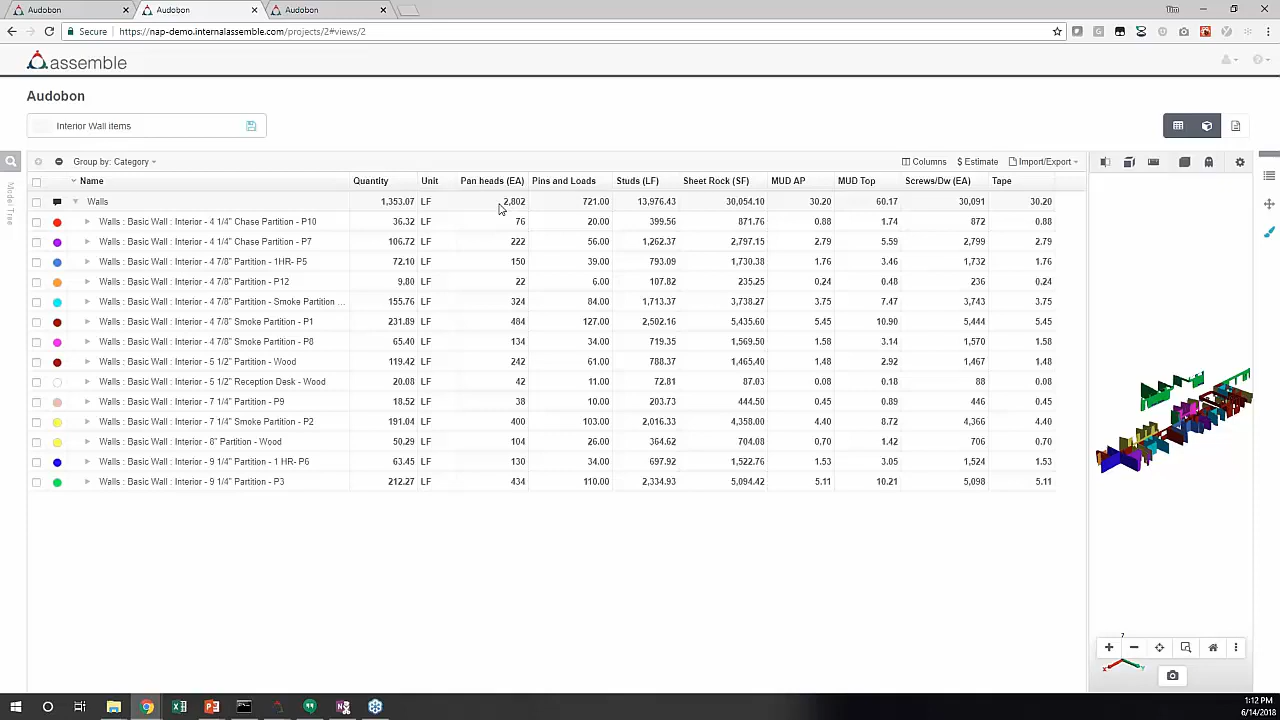 Audobon Audobon Audobon Tim
Secure https://nap-demo.internalassemble.com/projects/2#views/2
assemble
Audobon
Interior Wall items
Group by: Category Columns $ Estimate Import/Export
Name Quantity Unit Pan heads (EA) Pins and Loads Studs (LF) Sheet Rock (SF) MUD AP MUD Top Screws/Dw (EA) Tape
Walls 1,353.07 LF 2,802 721.00 13,976.43 30,054.10 30.20 60.17 30,091 30.20
Walls : Basic Wall : Interior - 4 1/4" Chase Partition - P10 36.32 LF 76 20.00 399.56 871.76 0.88 1.74 872 0.88
Walls : Basic Wall : Interior - 4 1/4" Chase Partition - P7 106.72 LF 222 56.00 1,262.37 2,797.15 2.79 5.59 2,799 2.79
Walls : Basic Wall : Interior - 4 7/8" Partition - 1HR- P5 72.10 LF 150 39.00 793.09 1,730.38 1.76 3.46 1,732 1.76
Walls : Basic Wall : Interior - 4 7/8" Partition - P12 9.80 LF 22 6.00 107.82 235.25 0.24 0.48 236 0.24
Walls : Basic Wall : Interior - 4 7/8" Partition - Smoke Partition ... 155.76 LF 324 84.00 1,713.37 3,738.27 3.75 7.47 3,743 3.75
Walls : Basic Wall : Interior - 4 7/8" Smoke Partition - P1 231.89 LF 484 127.00 2,502.16 5,435.60 5.45 10.90 5,444 5.45
Walls : Basic Wall : Interior - 4 7/8" Smoke Partition - P8 65.40 LF 134 34.00 719.35 1,569.50 1.58 3.14 1,570 1.58
Walls : Basic Wall : Interior - 5 1/2" Partition - Wood 119.42 LF 242 61.00 788.37 1,465.40 1.48 2.92 1,467 1.48
Walls : Basic Wall : Interior - 5 1/2" Reception Desk - Wood 20.08 LF 42 11.00 72.81 87.03 0.08 0.18 88 0.08
Walls : Basic Wall : Interior - 7 1/4" Partition - P9 18.52 LF 38 10.00 203.73 444.50 0.45 0.89 446 0.45
Walls : Basic Wall : Interior - 7 1/4" Smoke Partition - P2 191.04 LF 400 103.00 2,016.33 4,358.00 4.40 8.72 4,366 4.40
Walls : Basic Wall : Interior - 8" Partition - Wood 50.29 LF 104 26.00 364.62 704.08 0.70 1.42 706 0.70
Walls : Basic Wall : Interior - 9 1/4" Partition - 1 HR- P6 63.45 LF 130 34.00 697.92 1,522.76 1.53 3.05 1,524 1.53
Walls : Basic Wall : Interior - 9 1/4" Partition - P3 212.27 LF 434 110.00 2,334.93 5,094.42 5.11 10.21 5,098 5.11
Model Tree
1:12 PM
6/14/2018